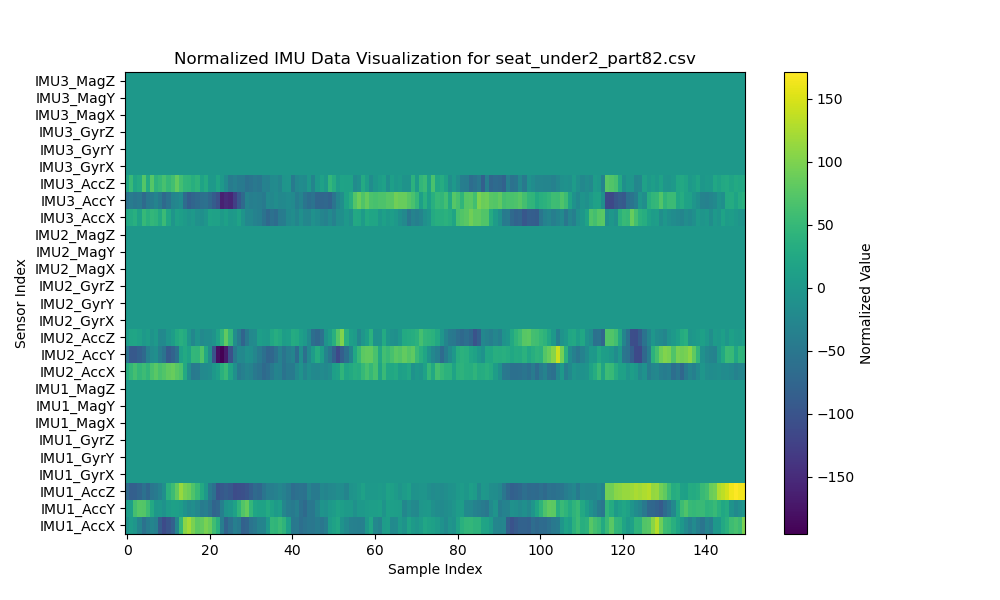 Normalized IMU Data Visualization for seat_under2_part82.csv
IMU3_MagZ
IMU3_MagY
IMU3_MagX
IMU3_GyrZ
IMU3_GyrY
IMU3_GyrX
IMU3_AccZ
IMU3_AccY
IMU3_AccX
IMU2_MagZ
IMU2_MagY
IMU2_MagX
IMU2_GyrZ
IMU2_GyrY
IMU2_GyrX
IMU2_AccZ
IMU2_AccY
IMU2_AccX
IMU1_MagZ
IMU1_MagY
IMU1_MagX
IMU1_GyrZ
IMU1_GyrY
IMU1_GyrX
IMU1_AccZ
IMU1_AccY
IMU1_AccX
Sensor Index
0 20 40 60 80 100 120 140
Sample Index
150
100
50
0
−50
−100
−150
Normalized Value